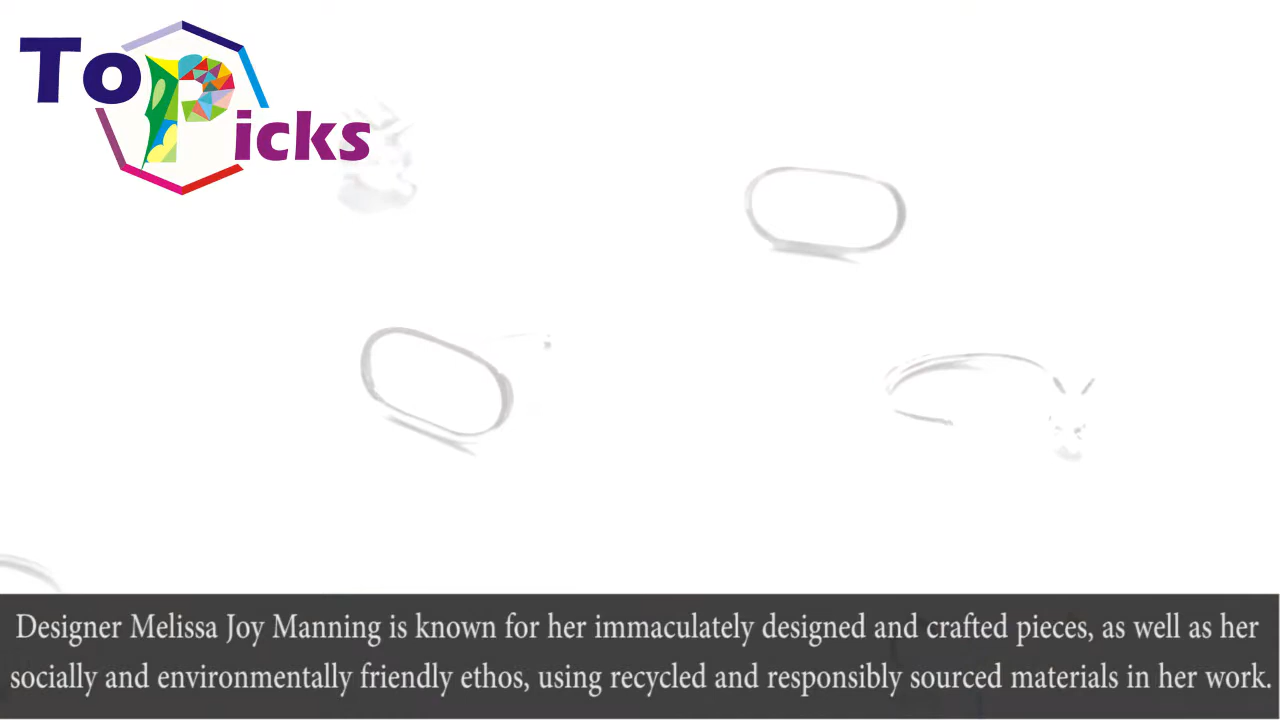 ToPicks
Designer Melissa Joy Manning is known for her immaculately designed and crafted pieces, as well as her
socially and environmentally friendly ethos, using recycled and responsibly sourced materials in her work.